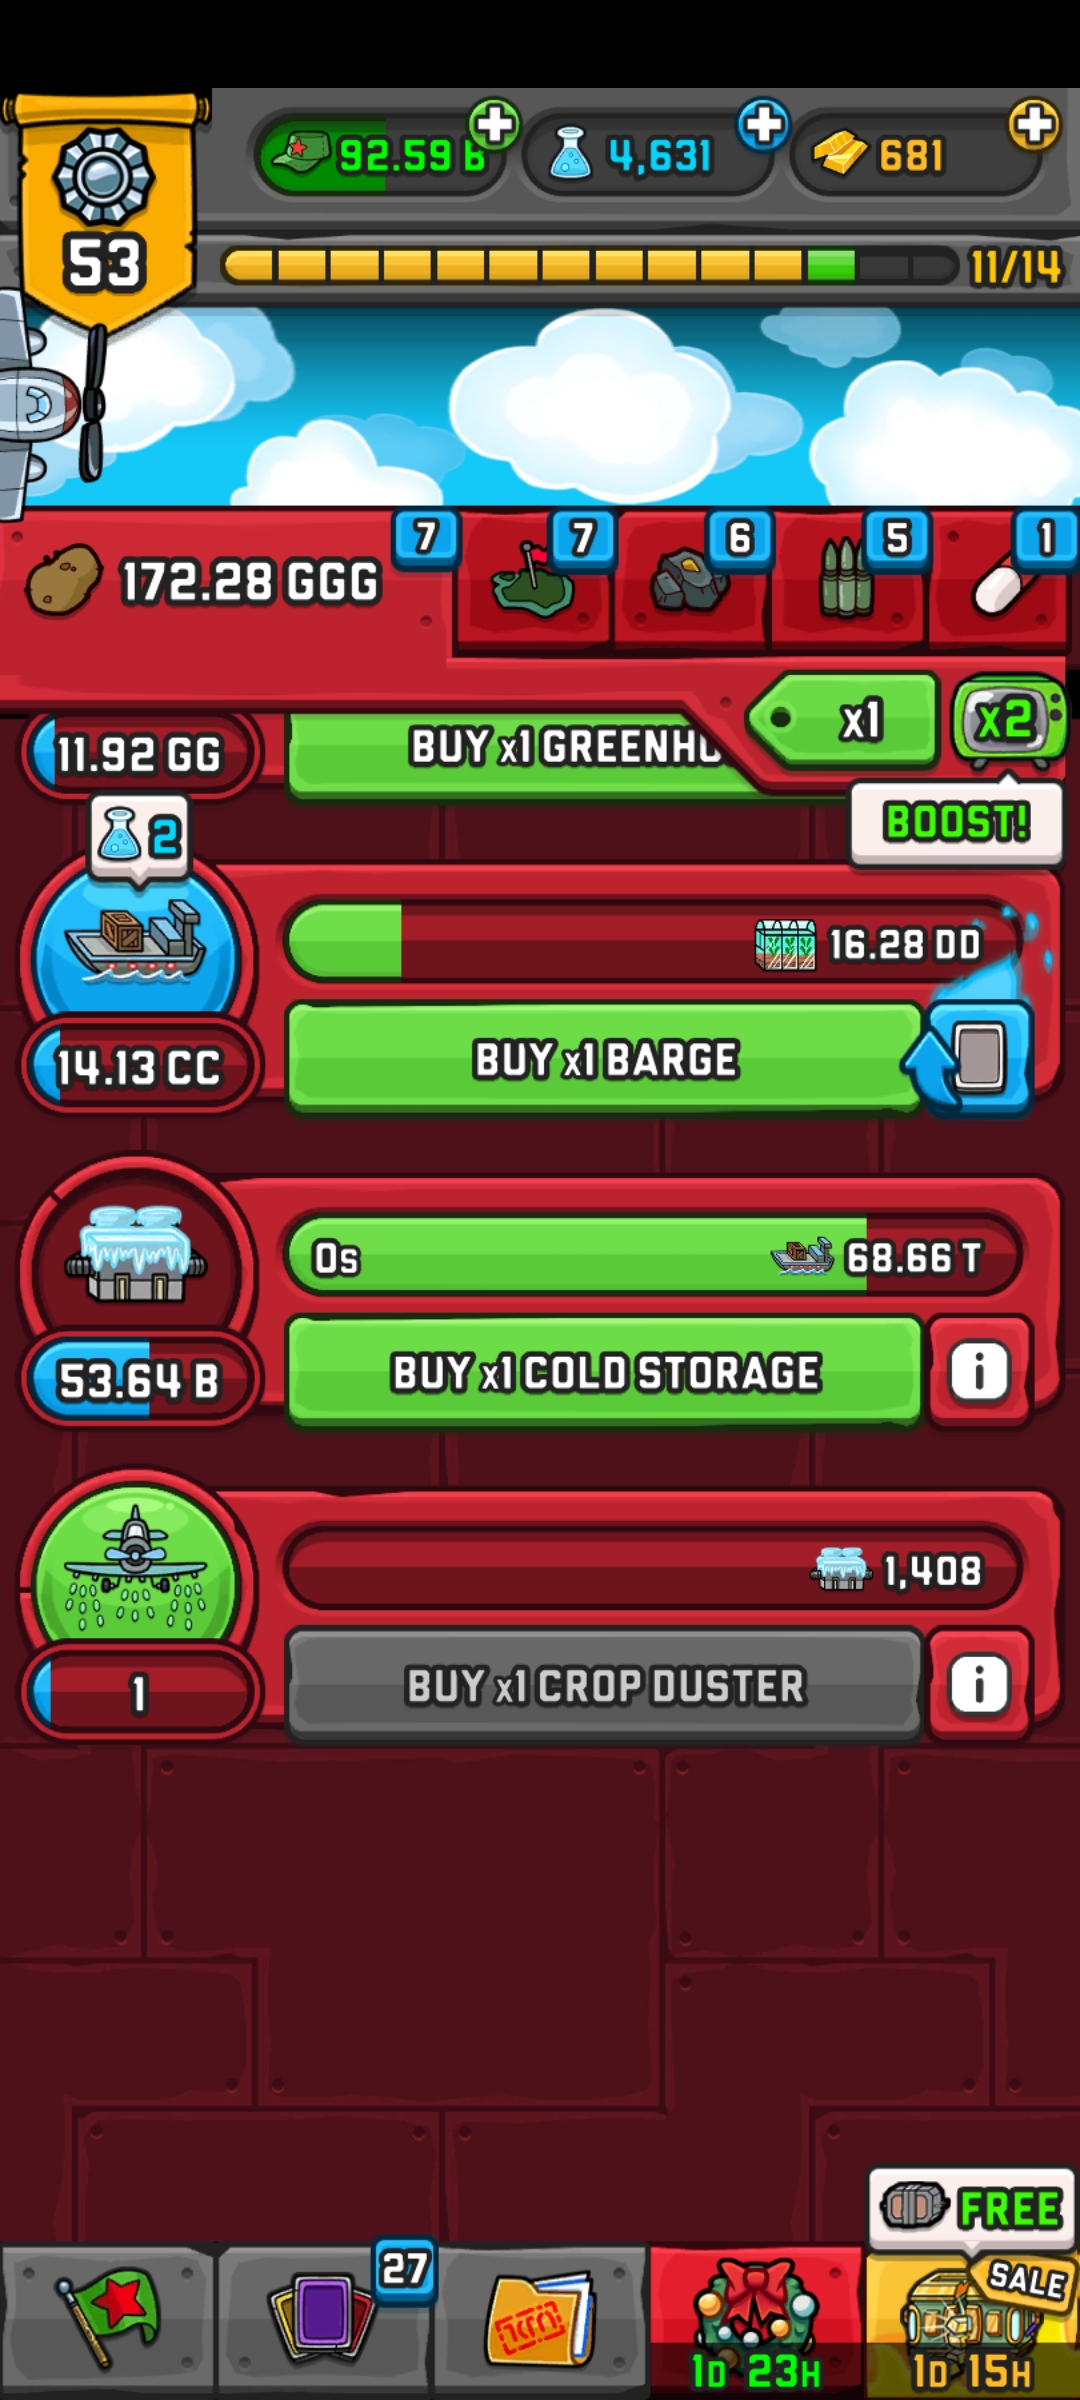 92.59 B
4,631
681
53
11/14
172.28 GGG
7
7
6
5
1
x1
x2
BOOST!
11.92 GG
BUY x1 GREENHO
2
16.28 DD
14.13 CC
BUY x1 BARGE
0s
68.66 T
53.64 B
BUY x1 COLD STORAGE
i
1,408
1
BUY x1 CROP DUSTER
i
FREE
27
SALE
1D 23H
1D 15H